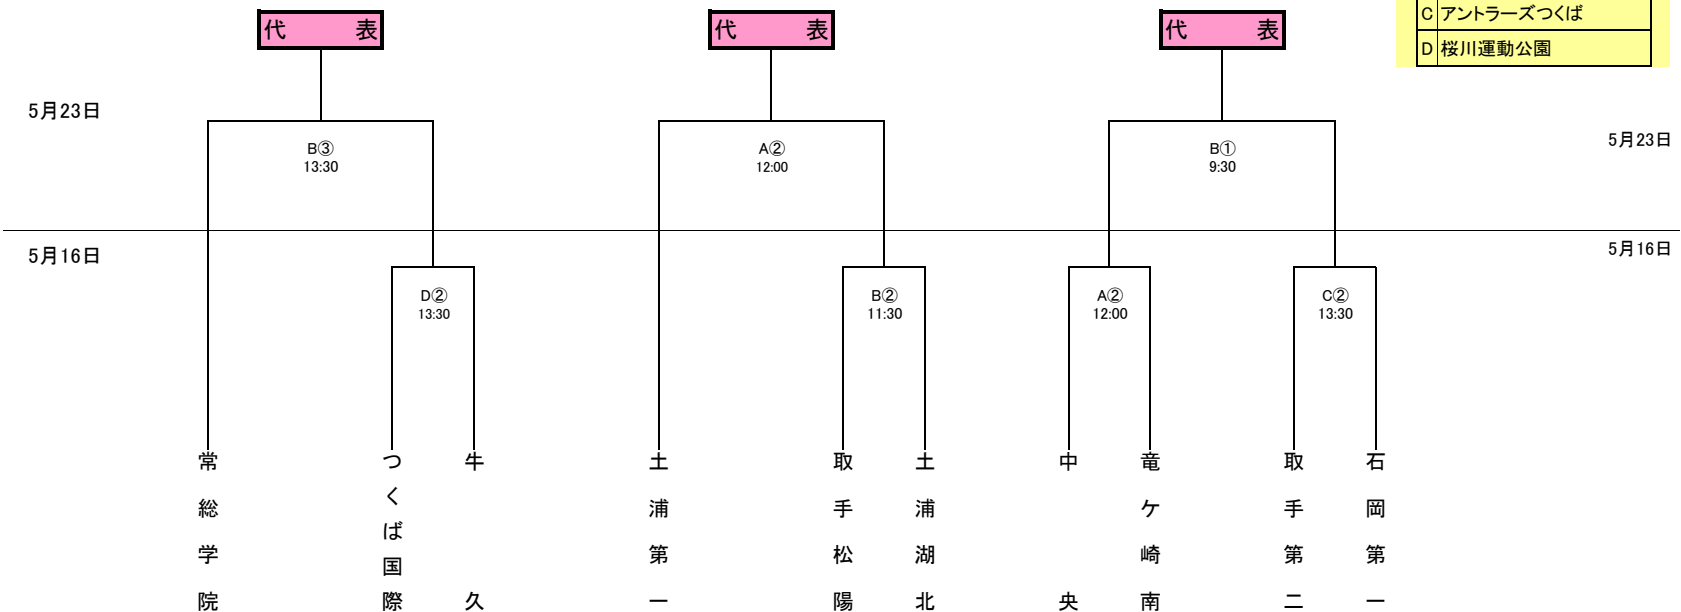 代 表
代 表
代 表
C アントラーズつくば
D 桜川運動公園
5月23日
5月23日
B③
13:30
A②
12:00
B①
9:30
5月16日
5月16日
D②
13:30
B②
11:30
A②
12:00
C②
13:30
常総学院
つくば国際
牛久
土浦第一
取手松陽
土浦湖北
中央
竜ケ崎南
取手第二
石岡第一